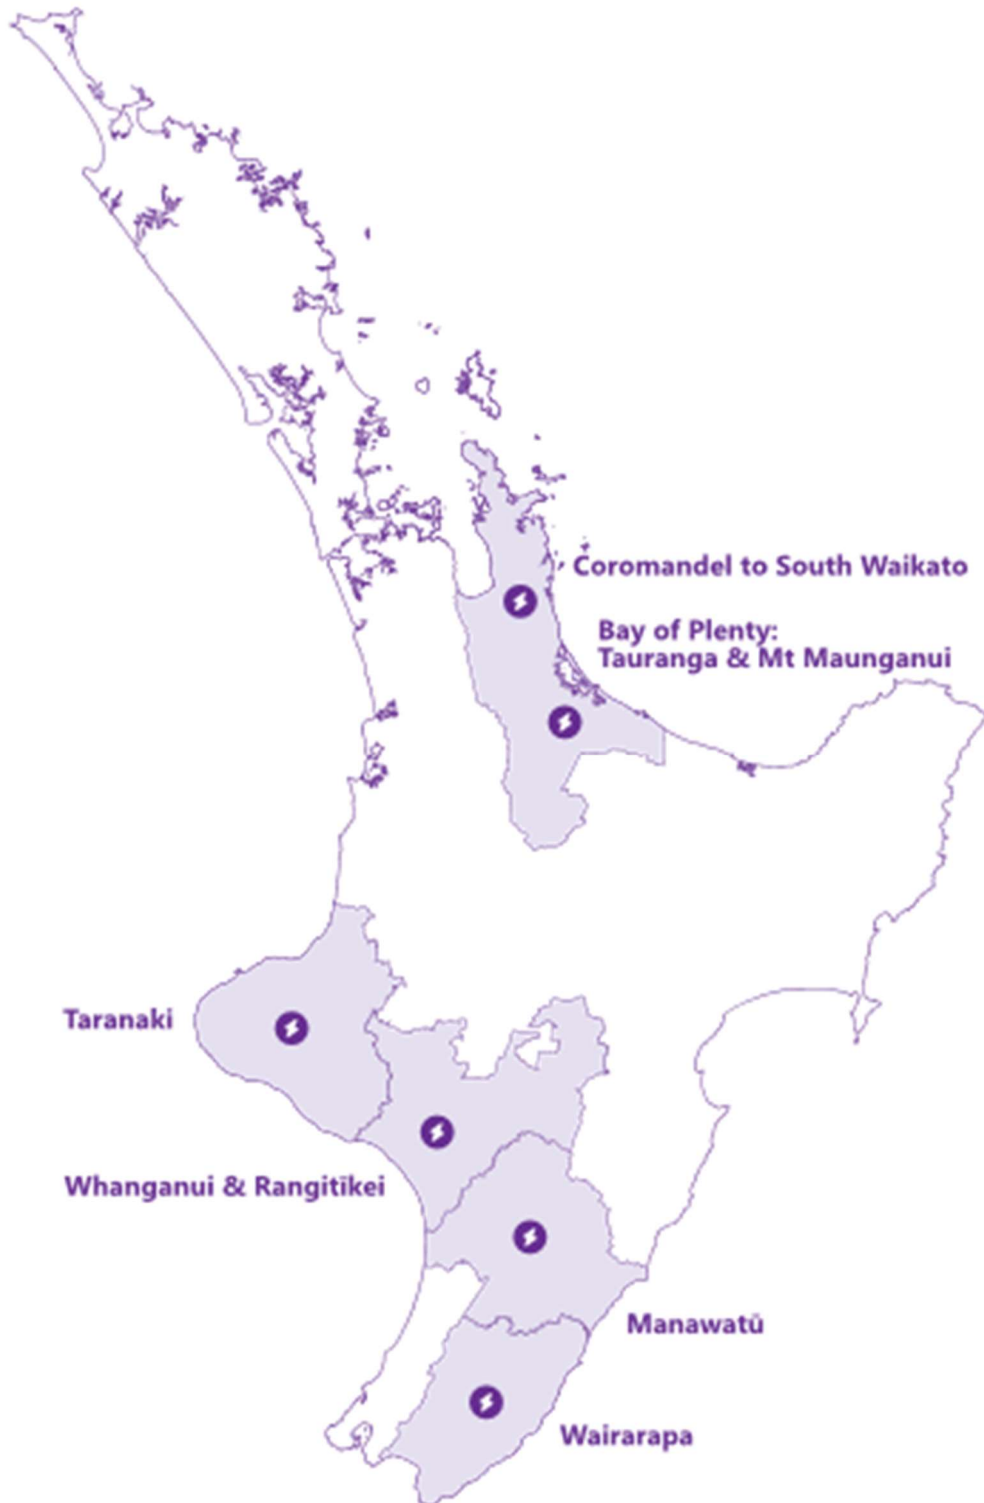 Coromandel to South Waikato
Bay of Plenty:
Tauranga & Mt Maunganui
Taranaki
Whanganui & Rangitīkei
Manawatū
Wairarapa